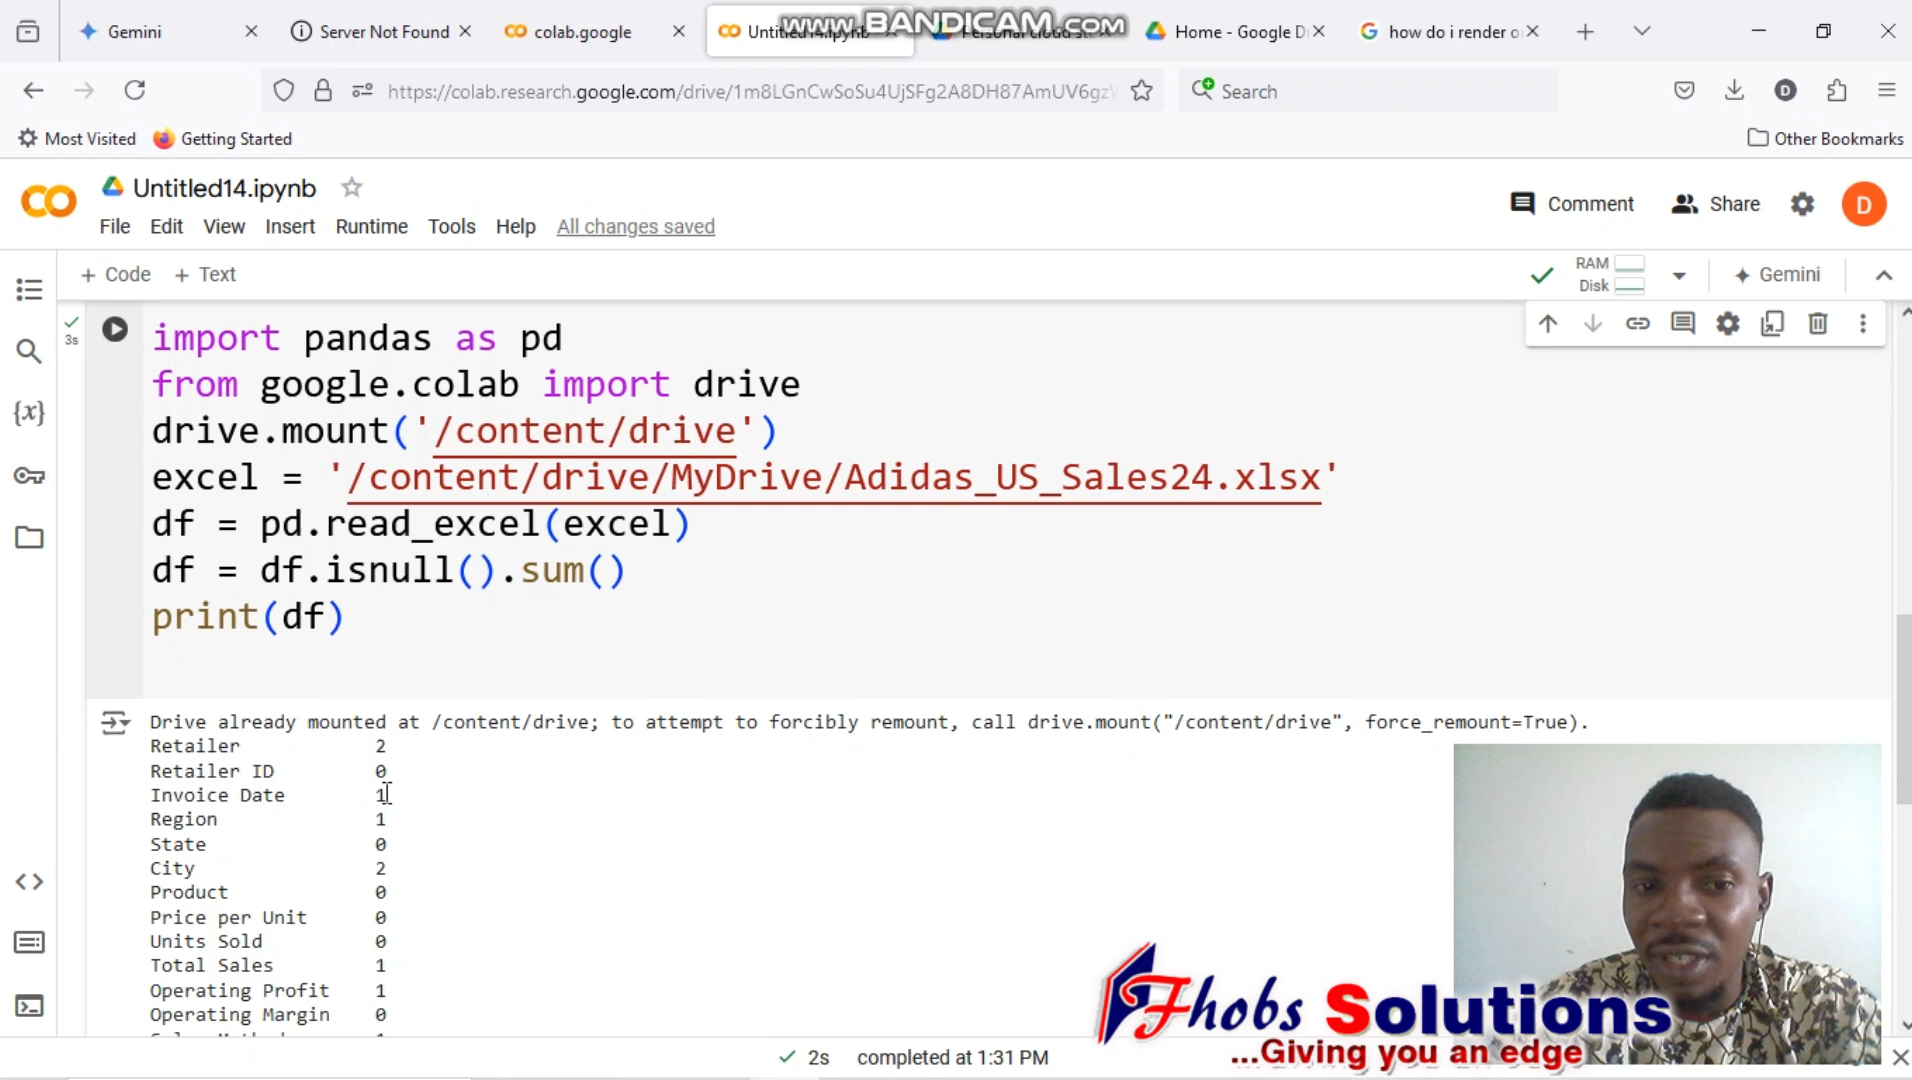 www.BANDICAM.com
Gemini
Server Not Found
colab.google
Untitled14.ipynb
Home - Google D
how do i render o
https://colab.research.google.com/drive/1m8LGnCwSoSu4UjSFg2A8DH87AmUV6gz
Search
D
Most Visited
Getting Started
Other Bookmarks
CO
Untitled14.ipynb
Comment
Share
D
File Edit View Insert Runtime Tools Help All changes saved
+ Code + Text
RAM
Disk
Gemini
3s
import pandas as pd
from google.colab import drive
drive.mount('/content/drive')
excel = '/content/drive/MyDrive/Adidas_US_Sales24.xlsx'
df = pd.read_excel(excel)
df = df.isnull().sum()
print(df)
Drive already mounted at /content/drive; to attempt to forcibly remount, call drive.mount("/content/drive", force_remount=True).
Retailer 2
Retailer ID 0
Invoice Date 1
Region 1
State 0
City 2
Product 0
Price per Unit 0
Units Sold 0
Total Sales 1
Operating Profit 1
Operating Margin 0
Fhobs Solutions
...Giving you an edge
2s completed at 1:31 PM